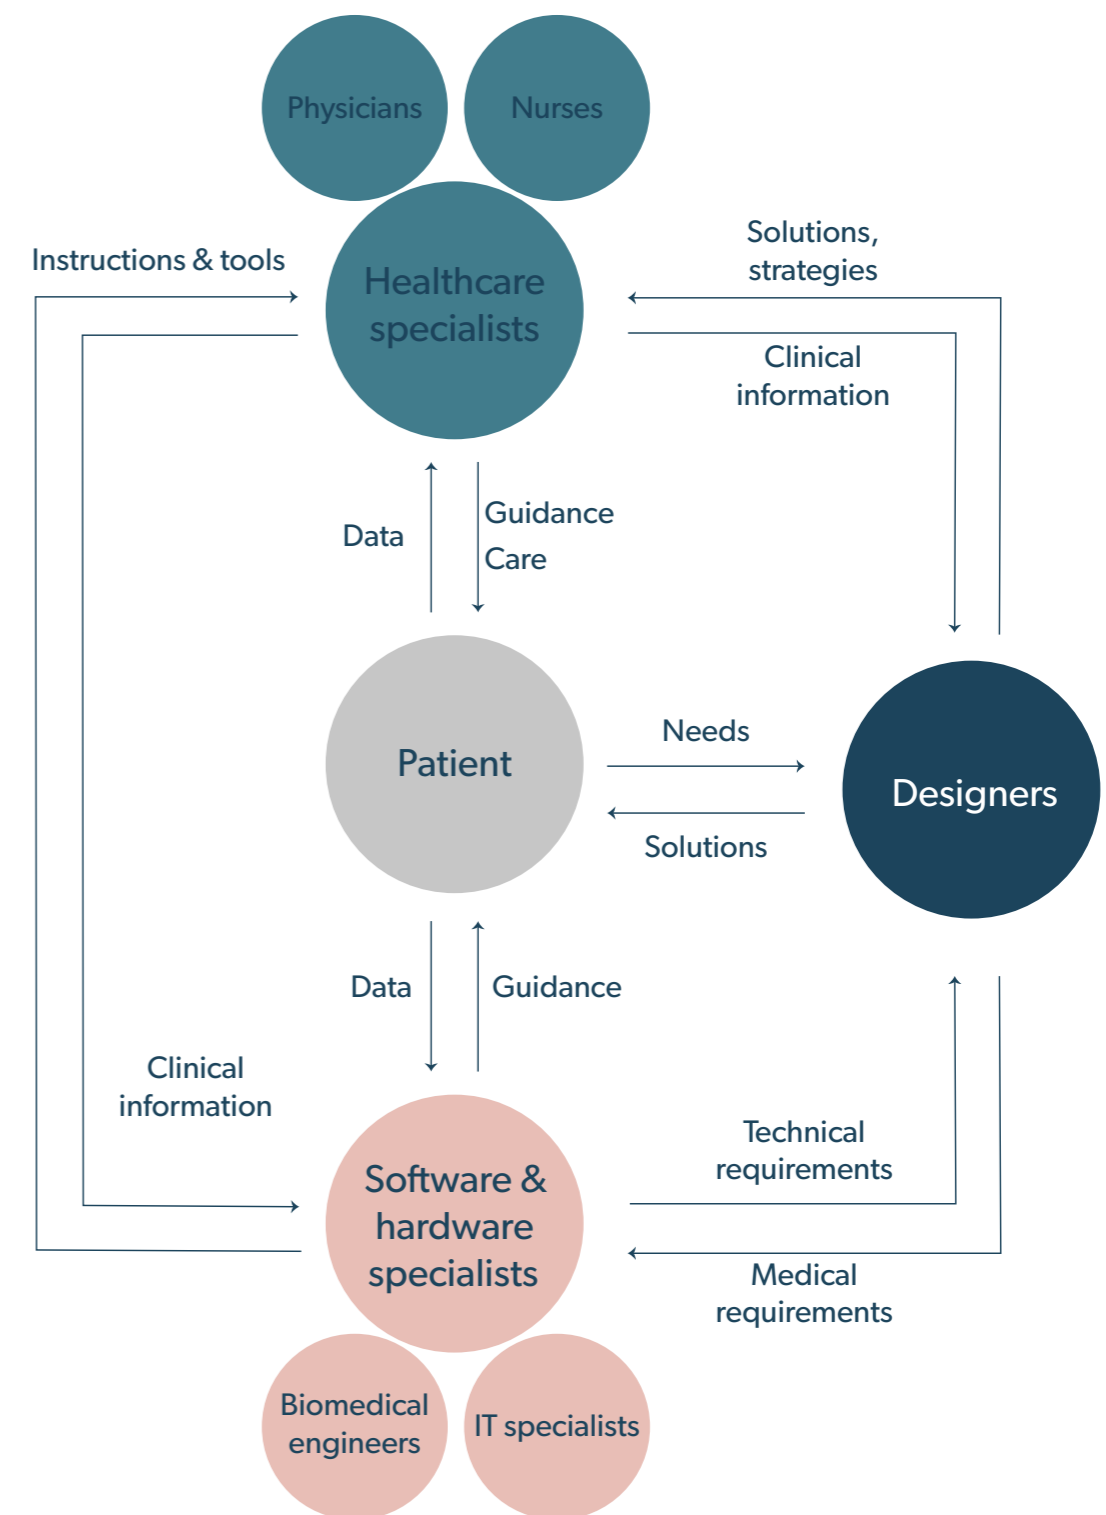 Physicians
Nurses
Instructions & tools
Healthcare
specialists
Solutions,
strategies
Clinical
information
Data
Guidance
Care
Patient
Needs
Solutions
Designers
Data
Guidance
Clinical
information
Software &
hardware
specialists
Technical
requirements
Medical
requirements
Biomedical
engineers
IT specialists